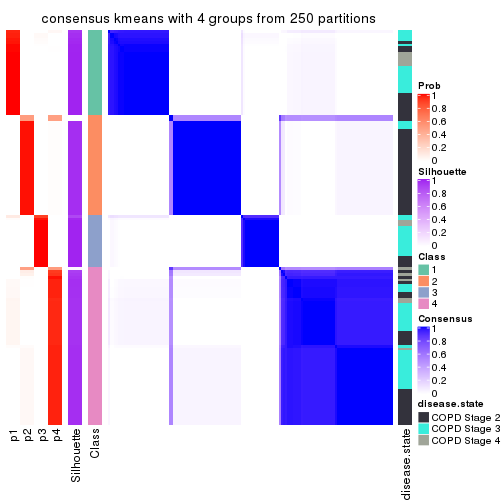 consensus kmeans with 4 groups from 250 partitions
Prob
1
0.8
0.6
0.4
0.2
0
Silhouette
1
0.8
0.6
0.4
0.2
0
Class
1
2
3
4
Consensus
1
0.8
0.6
0.4
0.2
0
disease.state
COPD Stage 2
COPD Stage 3
COPD Stage 4
p1
p2
p3
p4
Silhouette
Class
disease.state